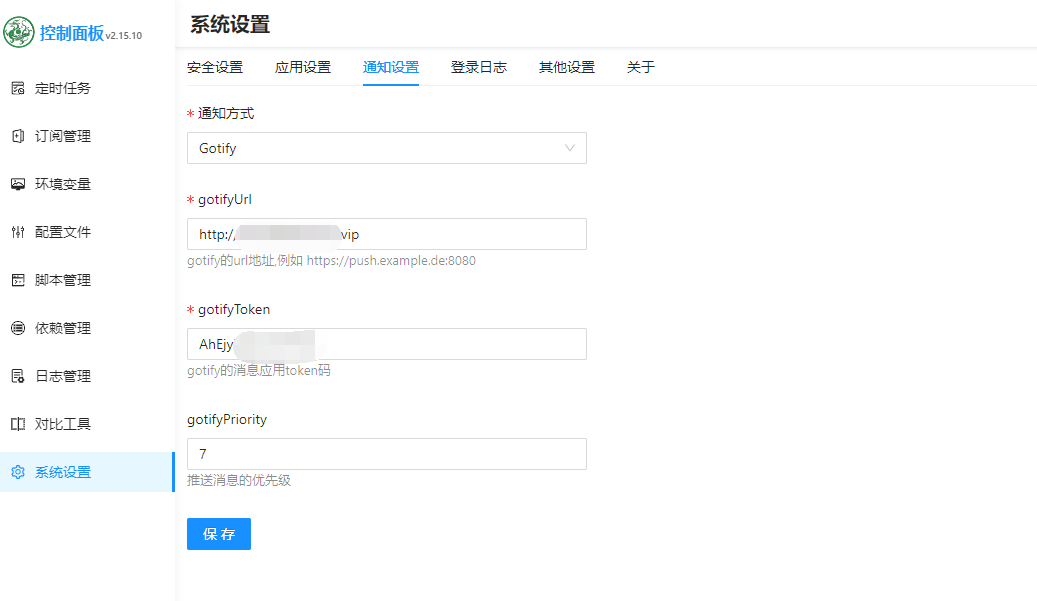 控制面板 v2.15.10
定时任务
订阅管理
环境变量
配置文件
脚本管理
依赖管理
日志管理
对比工具
系统设置
系统设置
安全设置 应用设置 通知设置 登录日志 其他设置 关于
* 通知方式
Gotify
* gotifyUrl
http:/ vip
gotify的url地址,例如 https://push.example.de:8080
* gotifyToken
AhEjy
gotify的消息应用token码
gotifyPriority
7
推送消息的优先级
保 存